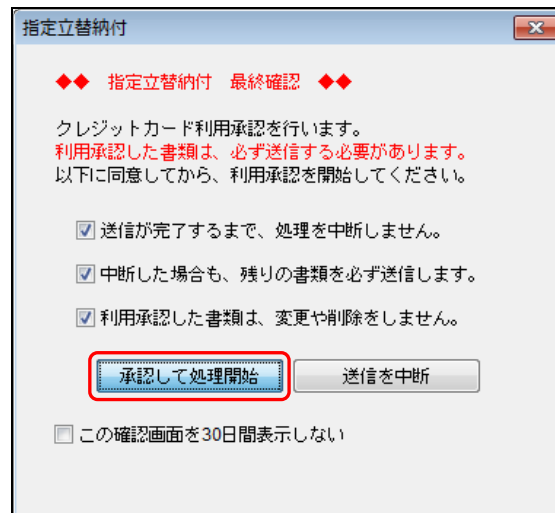 指定立替納付
◆◆ 指定立替納付 最終確認 ◆◆
クレジットカード利用承認を行います。
利用承認した書類は、必ず送信する必要があります。
以下に同意してから、利用承認を開始してください。
送信が完了するまで、処理を中断しません。
中断した場合も、残りの書類を必ず送信します。
利用承認した書類は、変更や削除をしません。
承認して処理開始 送信を中断
この確認画面を30日間表示しない